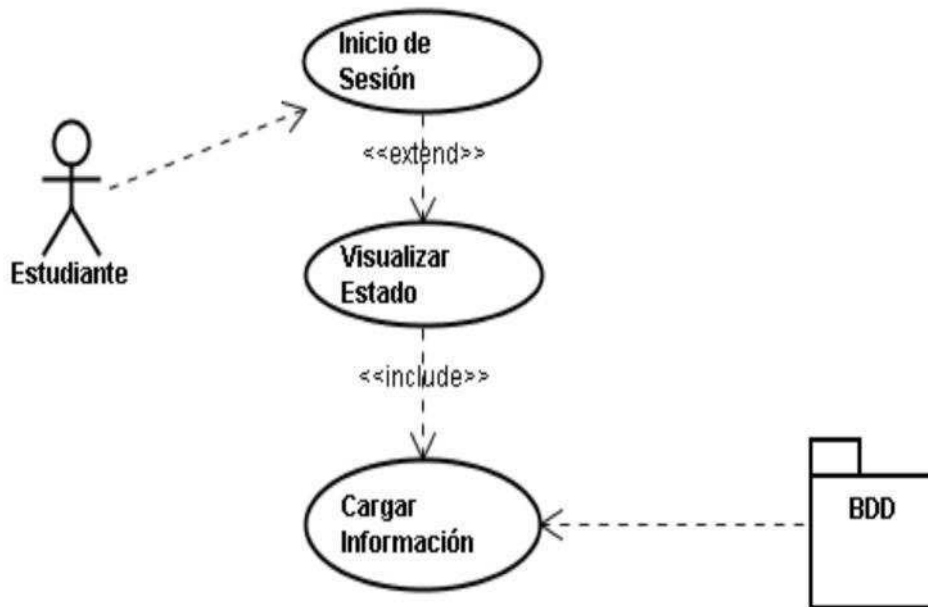 Inicio de
Sesión
<<extend>>
Estudiante
Visualizar
Estado
<<include>>
Cargar
Información
BDD